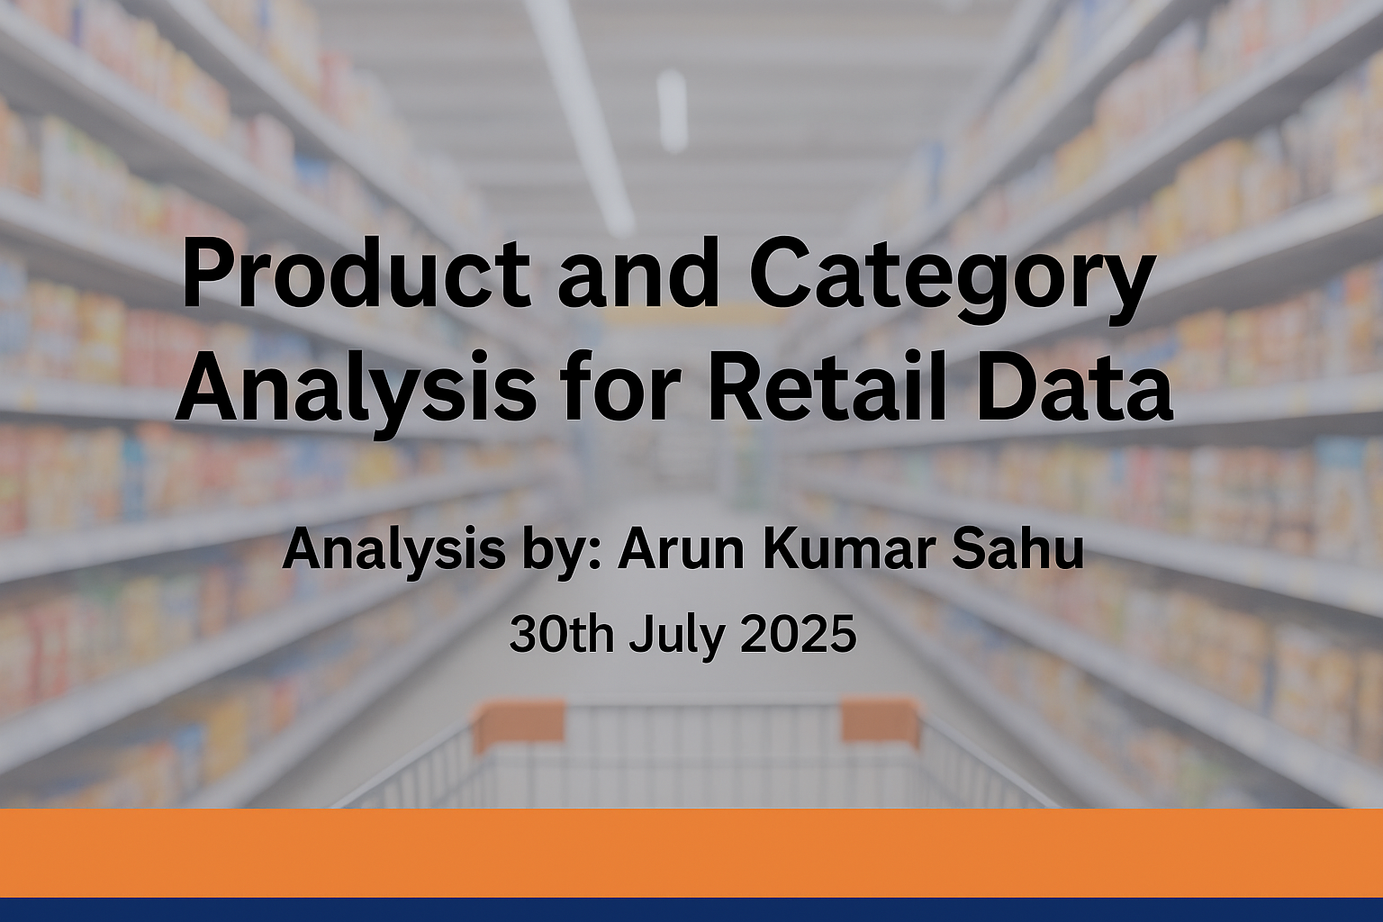 Product and Category
Analysis for Retail Data
Analysis by: Arun Kumar Sahu
30th July 2025